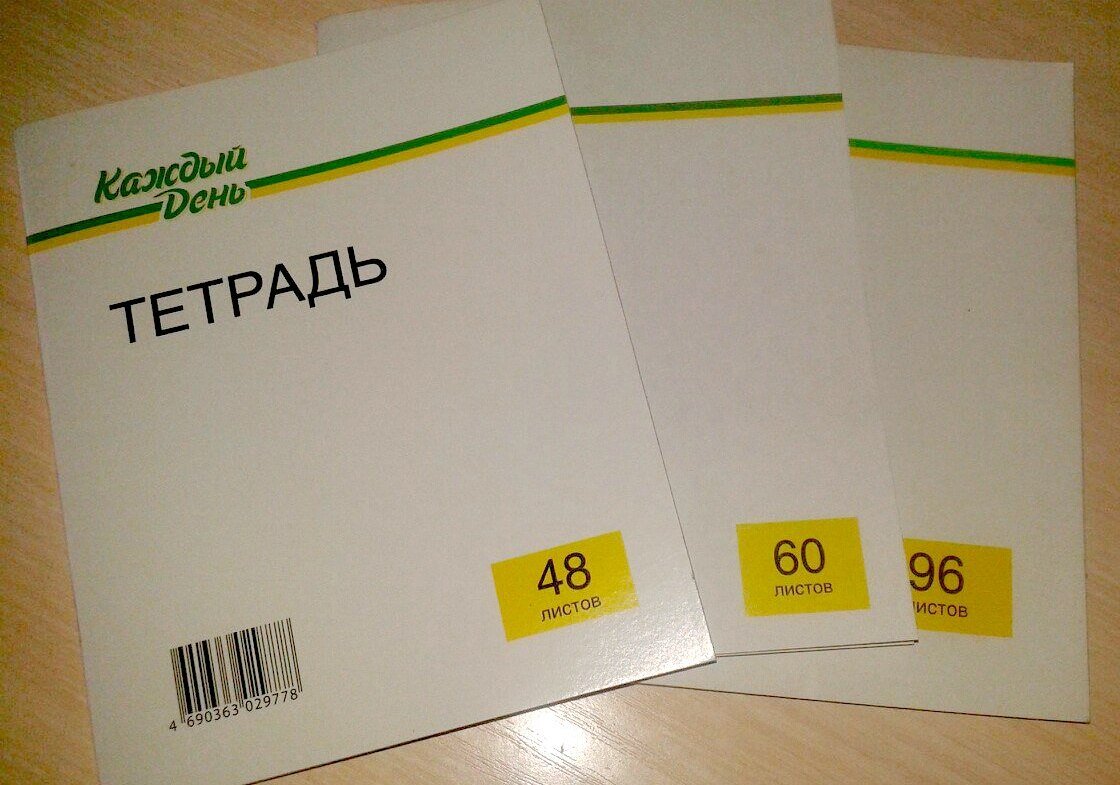 Каждый
День
ТЕТРАДЬ
48
листов
4 690363 029778
60
листов
96
листов